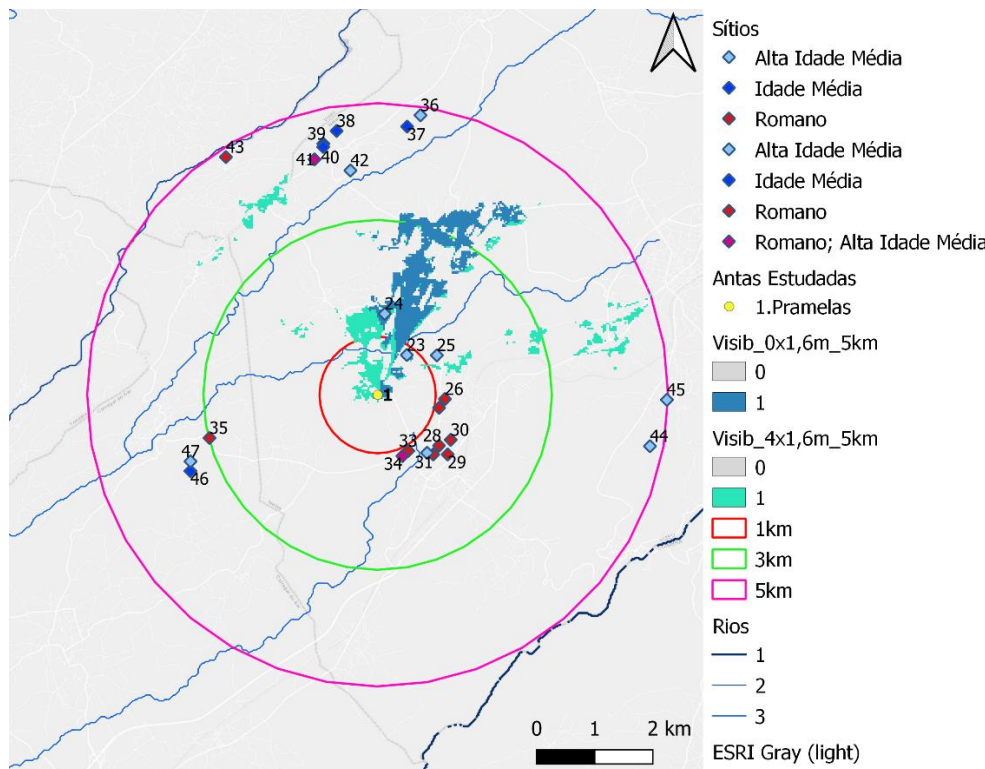 Sítios
Alta Idade Média
Idade Média
Romano
Alta Idade Média
Idade Média
Romano
Romano; Alta Idade Média
Antas Estudadas
1.Pramelas
Visib_0x1,6m_5km
0
1
Visib_4x1,6m_5km
0
1
1km
3km
5km
Rios
1
2
3
ESRI Gray (light)
36
38
37
39
43
41
40
42
24
23
25
1
26
45
35
30
33
28
44
47
34
31
29
46
0
1
2 km